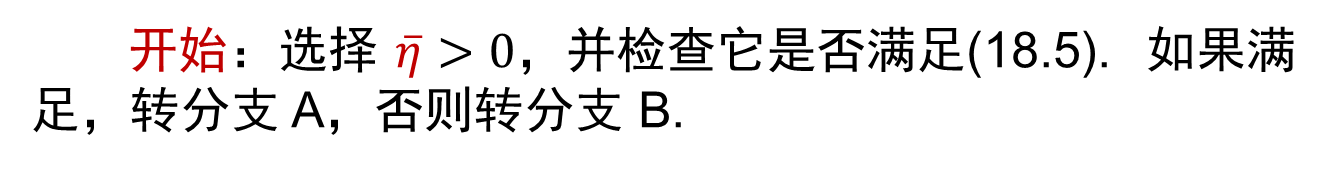 开始：选择 η̄ > 0，并检查它是否满足(18.5). 如果满
足，转分支 A，否则转分支 B.